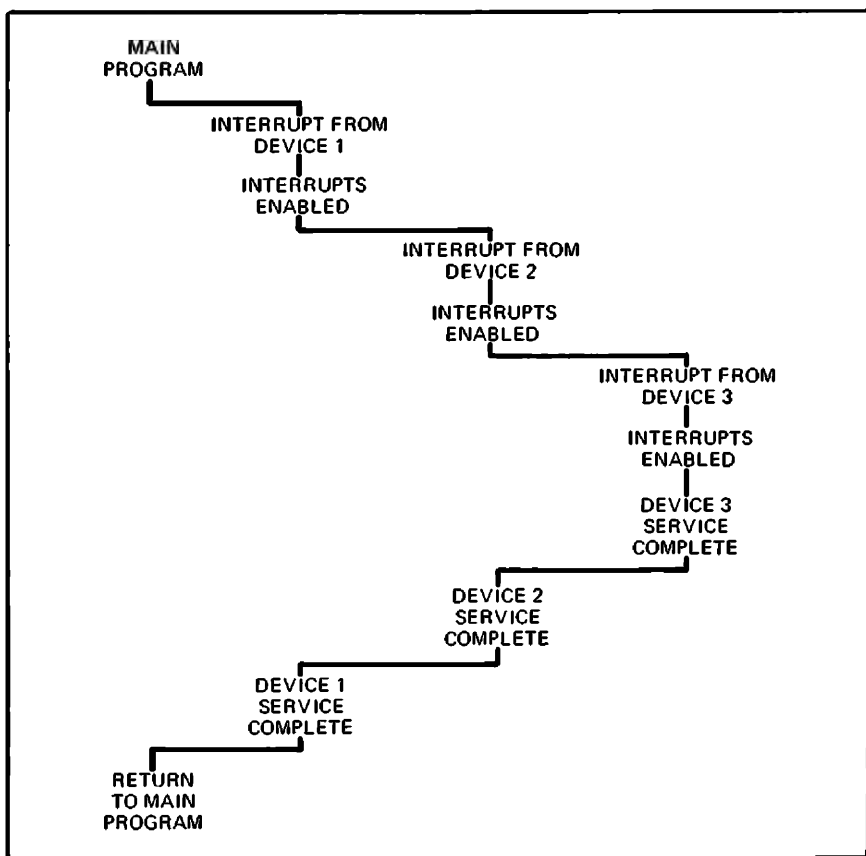 MAIN
PROGRAM
INTERRUPT FROM
DEVICE 1
INTERRUPTS
ENABLED
INTERRUPT FROM
DEVICE 2
INTERRUPTS
ENABLED
INTERRUPT FROM
DEVICE 3
INTERRUPTS
ENABLED
DEVICE 3
SERVICE
COMPLETE
DEVICE 2
SERVICE
COMPLETE
DEVICE 1
SERVICE
COMPLETE
RETURN
TO MAIN
PROGRAM